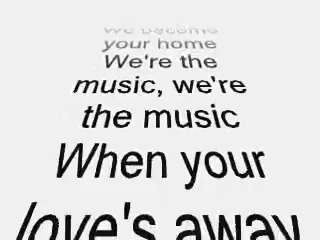 We become
your home
We're the
music, we're
the music
When your
love's away